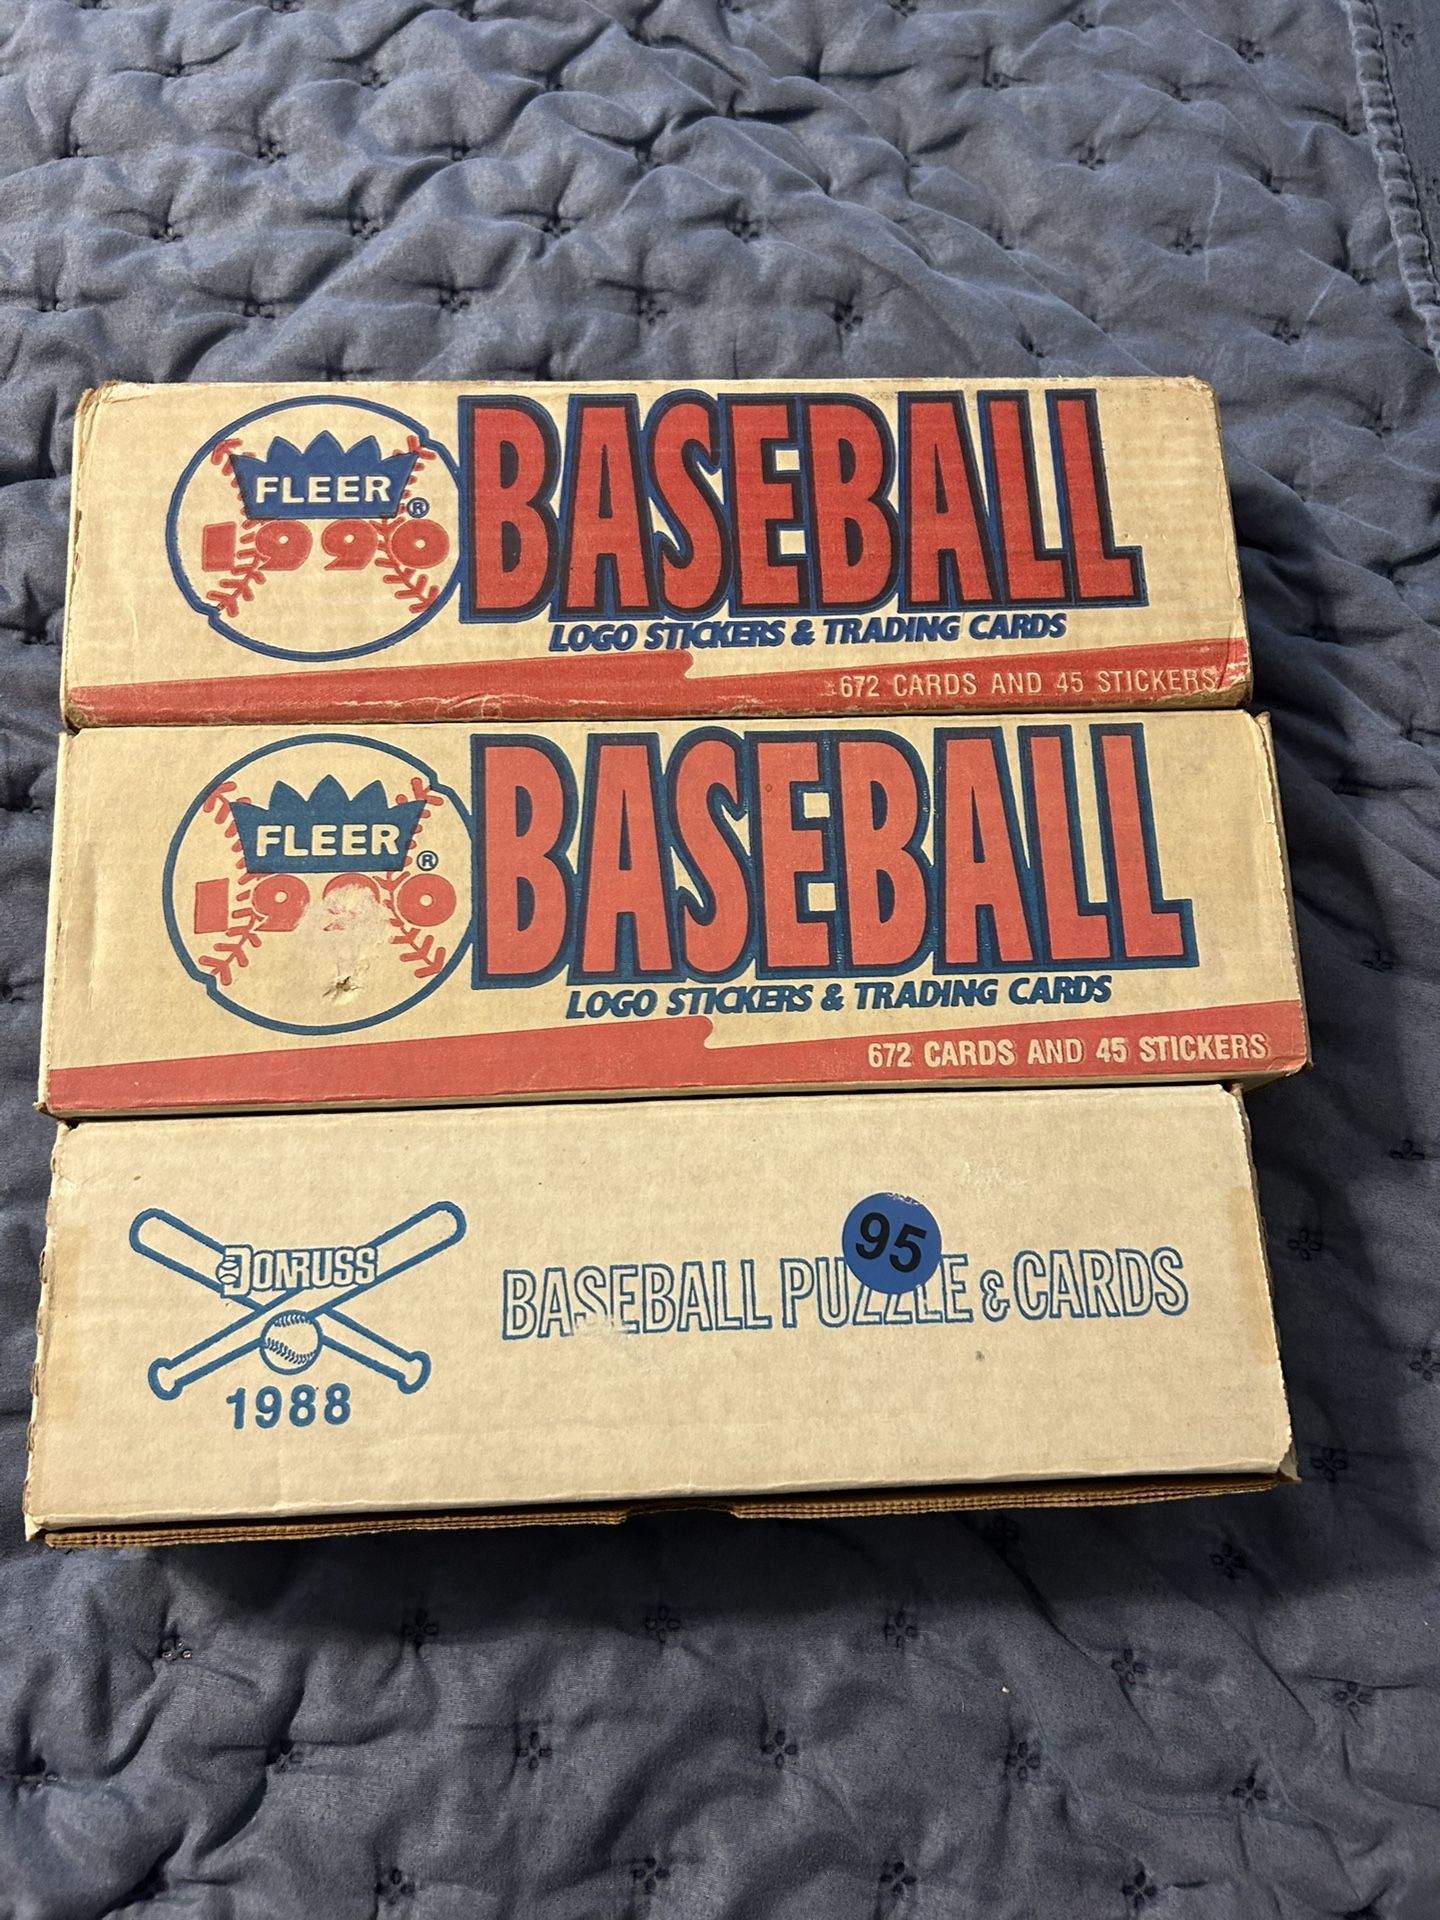 FLEER®
1990
BASEBALL
LOGO STICKERS & TRADING CARDS
672 CARDS AND 45 STICKERS
FLEER®
1990
BASEBALL
LOGO STICKERS & TRADING CARDS
672 CARDS AND 45 STICKERS
DONRUSS
1988
BASEBALL PUZZLE & CARDS
95